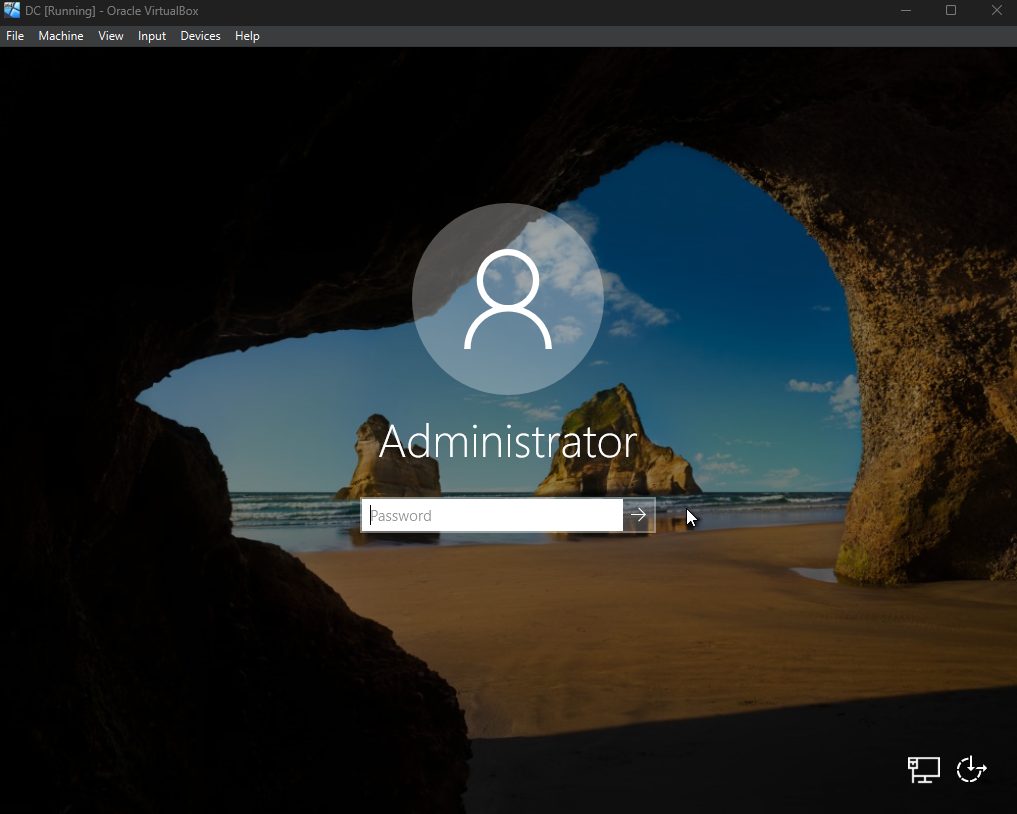 DC [Running] - Oracle VirtualBox
File Machine View Input Devices Help
Administrator
Password